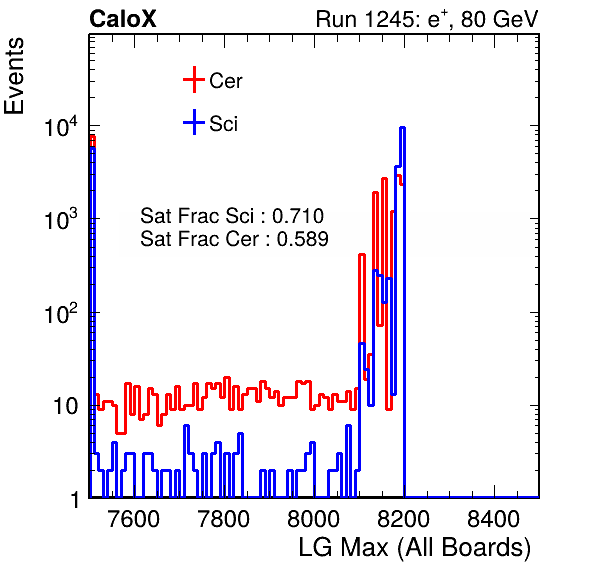 CaloX Run 1245: e+, 80 GeV
Events
Cer
Sci
Sat Frac Sci : 0.710
Sat Frac Cer : 0.589
10^4
10^3
10^2
10
1
7600 7800 8000 8200 8400
LG Max (All Boards)